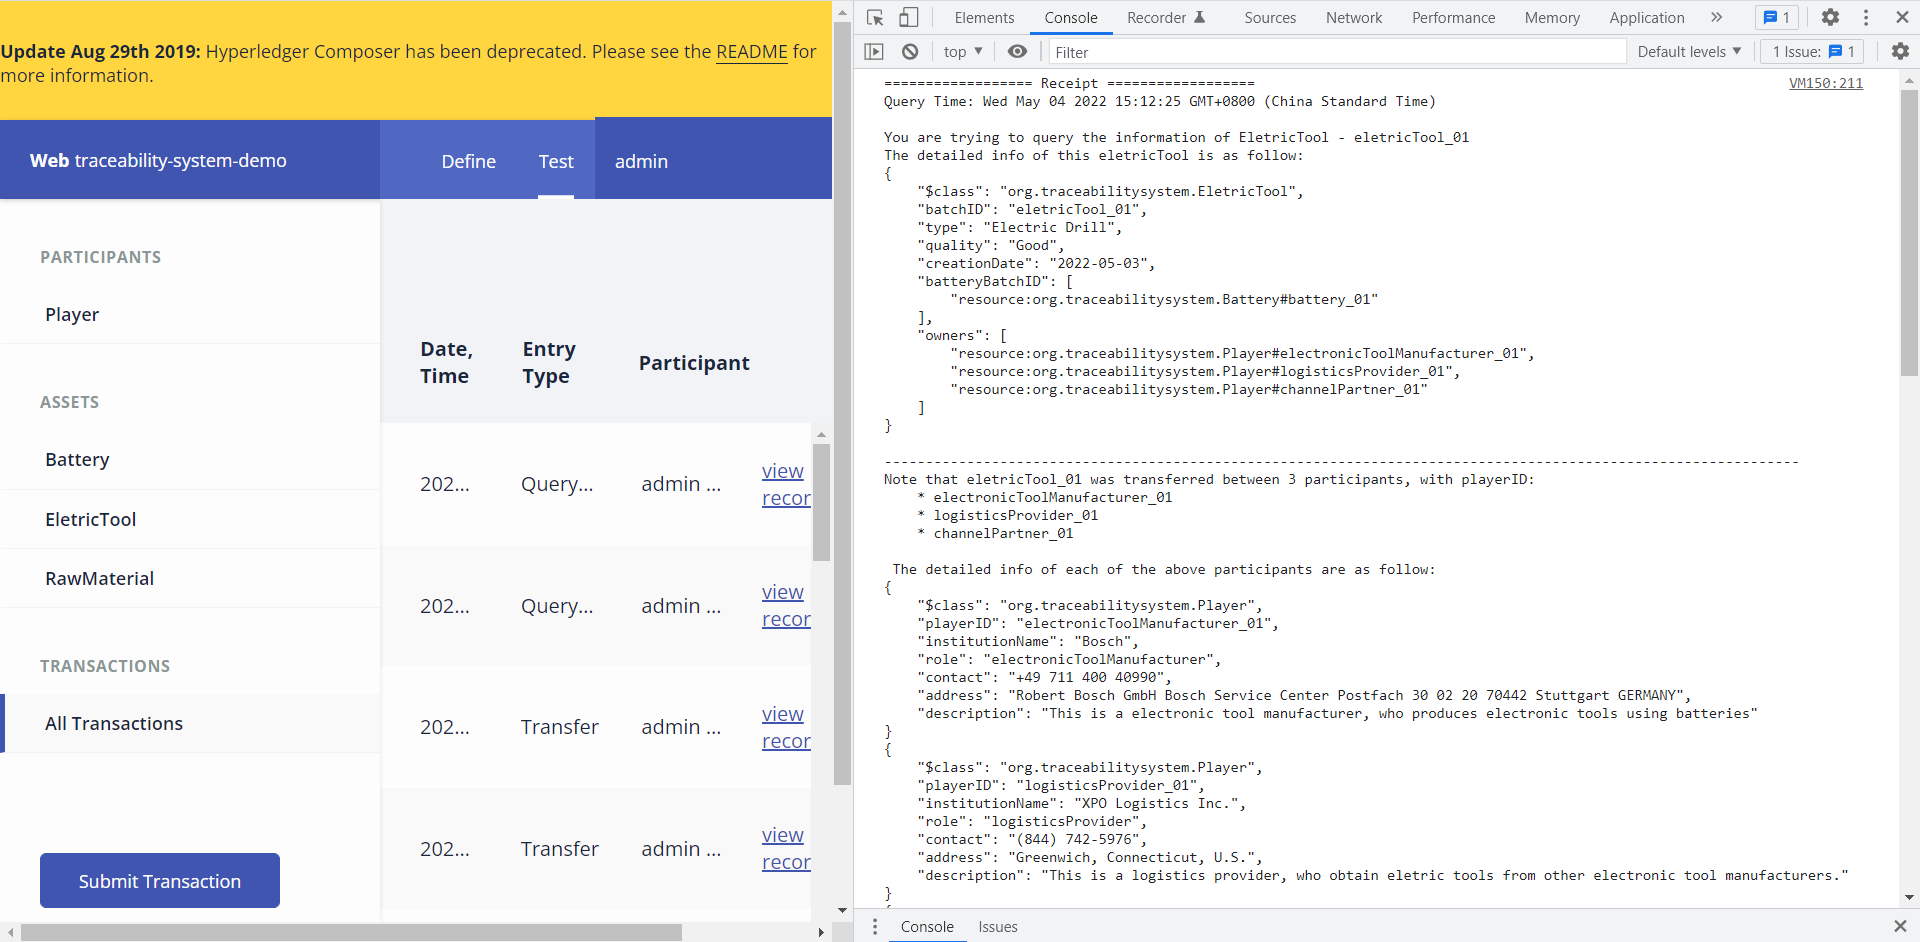 Update Aug 29th 2019: Hyperledger Composer has been deprecated. Please see the README for
more information.
Web traceability-system-demo
Define
Test
admin
PARTICIPANTS
Player
ASSETS
Battery
EletricTool
RawMaterial
TRANSACTIONS
All Transactions
Submit Transaction
Date,
Time
Entry
Type
Participant
202...
Query...
admin ...
view
recor
202...
Query...
admin ...
view
recor
202...
Transfer
admin ...
view
recor
202...
Transfer
admin ...
view
recor
Elements
Console
Recorder
Sources
Network
Performance
Memory
Application
1
top
Filter
Default levels
1 Issue:
1
VM150:211
================== Receipt ==================
Query Time: Wed May 04 2022 15:12:25 GMT+0800 (China Standard Time)
You are trying to query the information of EletricTool - eletricTool_01
The detailed info of this eletricTool is as follow:
{
"$class": "org.traceabilitysystem.EletricTool",
"batchID": "eletricTool_01",
"type": "Electric Drill",
"quality": "Good",
"creationDate": "2022-05-03",
"batteryBatchID": [
"resource:org.traceabilitysystem.Battery#battery_01"
],
"owners": [
"resource:org.traceabilitysystem.Player#electronicToolManufacturer_01",
"resource:org.traceabilitysystem.Player#logisticsProvider_01",
"resource:org.traceabilitysystem.Player#channelPartner_01"
]
}
---------------------------------------------------------------------------------------------------------------
Note that eletricTool_01 was transferred between 3 participants, with playerID:
* electronicToolManufacturer_01
* logisticsProvider_01
* channelPartner_01
The detailed info of each of the above participants are as follow:
{
"$class": "org.traceabilitysystem.Player",
"playerID": "electronicToolManufacturer_01",
"institutionName": "Bosch",
"role": "electronicToolManufacturer",
"contact": "+49 711 400 40990",
"address": "Robert Bosch GmbH Bosch Service Center Postfach 30 02 20 70442 Stuttgart GERMANY",
"description": "This is a electronic tool manufacturer, who produces electronic tools using batteries"
}
{
"$class": "org.traceabilitysystem.Player",
"playerID": "logisticsProvider_01",
"institutionName": "XPO Logistics Inc.",
"role": "logisticsProvider",
"contact": "(844) 742-5976",
"address": "Greenwich, Connecticut, U.S.",
"description": "This is a logistics provider, who obtain eletric tools from other electronic tool manufacturers."
}
Console
Issues